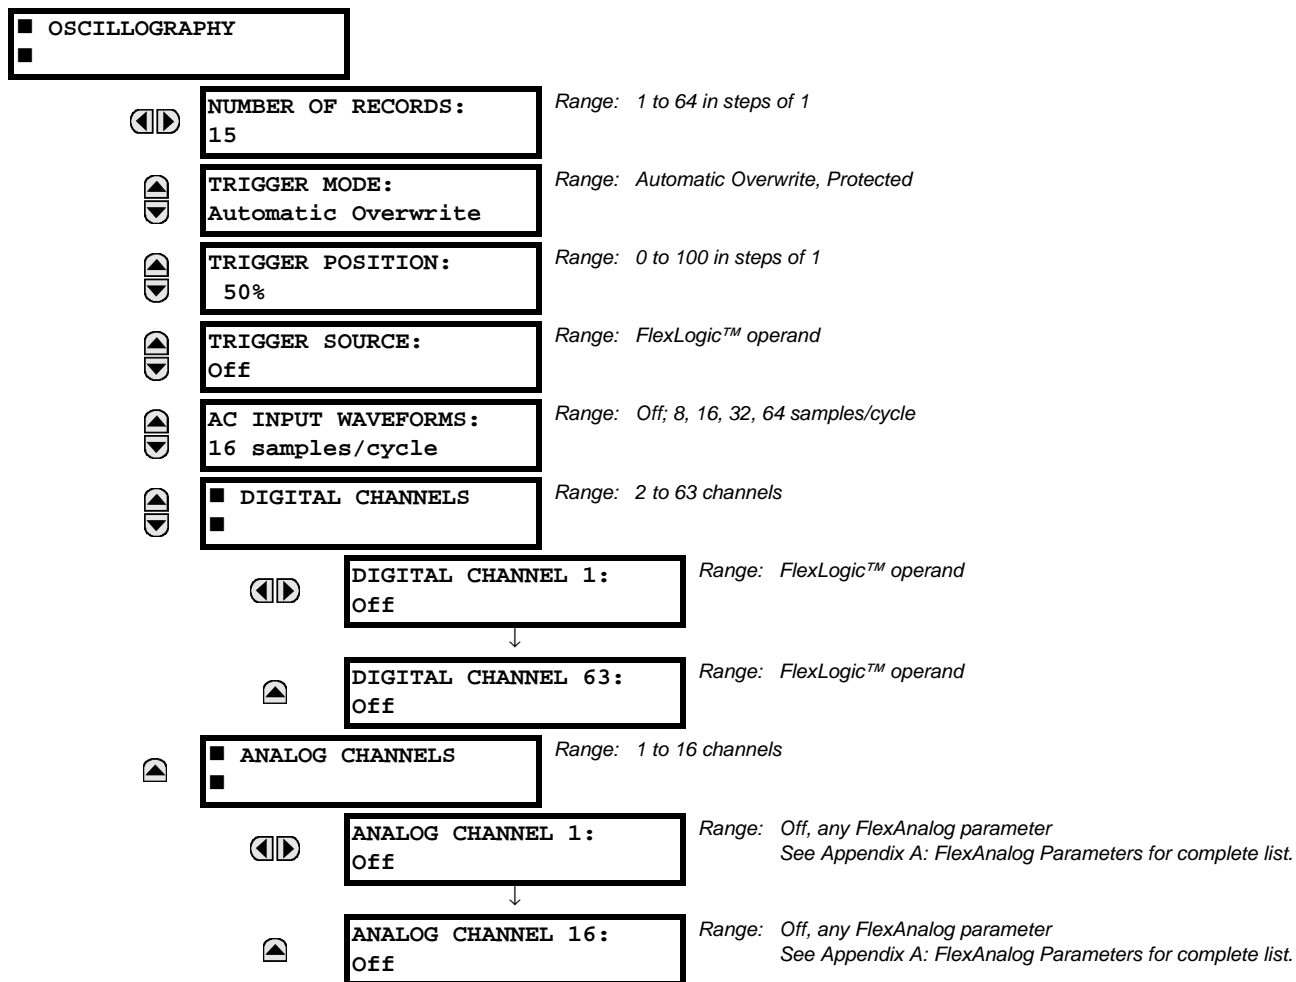 ■ OSCILLOGRAPHY
■
NUMBER OF RECORDS:
15
Range: 1 to 64 in steps of 1
TRIGGER MODE:
Automatic Overwrite
Range: Automatic Overwrite, Protected
TRIGGER POSITION:
50%
Range: 0 to 100 in steps of 1
TRIGGER SOURCE:
Off
Range: FlexLogic™ operand
AC INPUT WAVEFORMS:
16 samples/cycle
Range: Off; 8, 16, 32, 64 samples/cycle
■ DIGITAL CHANNELS
■
Range: 2 to 63 channels
DIGITAL CHANNEL 1:
Off
Range: FlexLogic™ operand
↓
DIGITAL CHANNEL 63:
Off
Range: FlexLogic™ operand
■ ANALOG CHANNELS
■
Range: 1 to 16 channels
ANALOG CHANNEL 1:
Off
Range: Off, any FlexAnalog parameter
See Appendix A: FlexAnalog Parameters for complete list.
↓
ANALOG CHANNEL 16:
Off
Range: Off, any FlexAnalog parameter
See Appendix A: FlexAnalog Parameters for complete list.